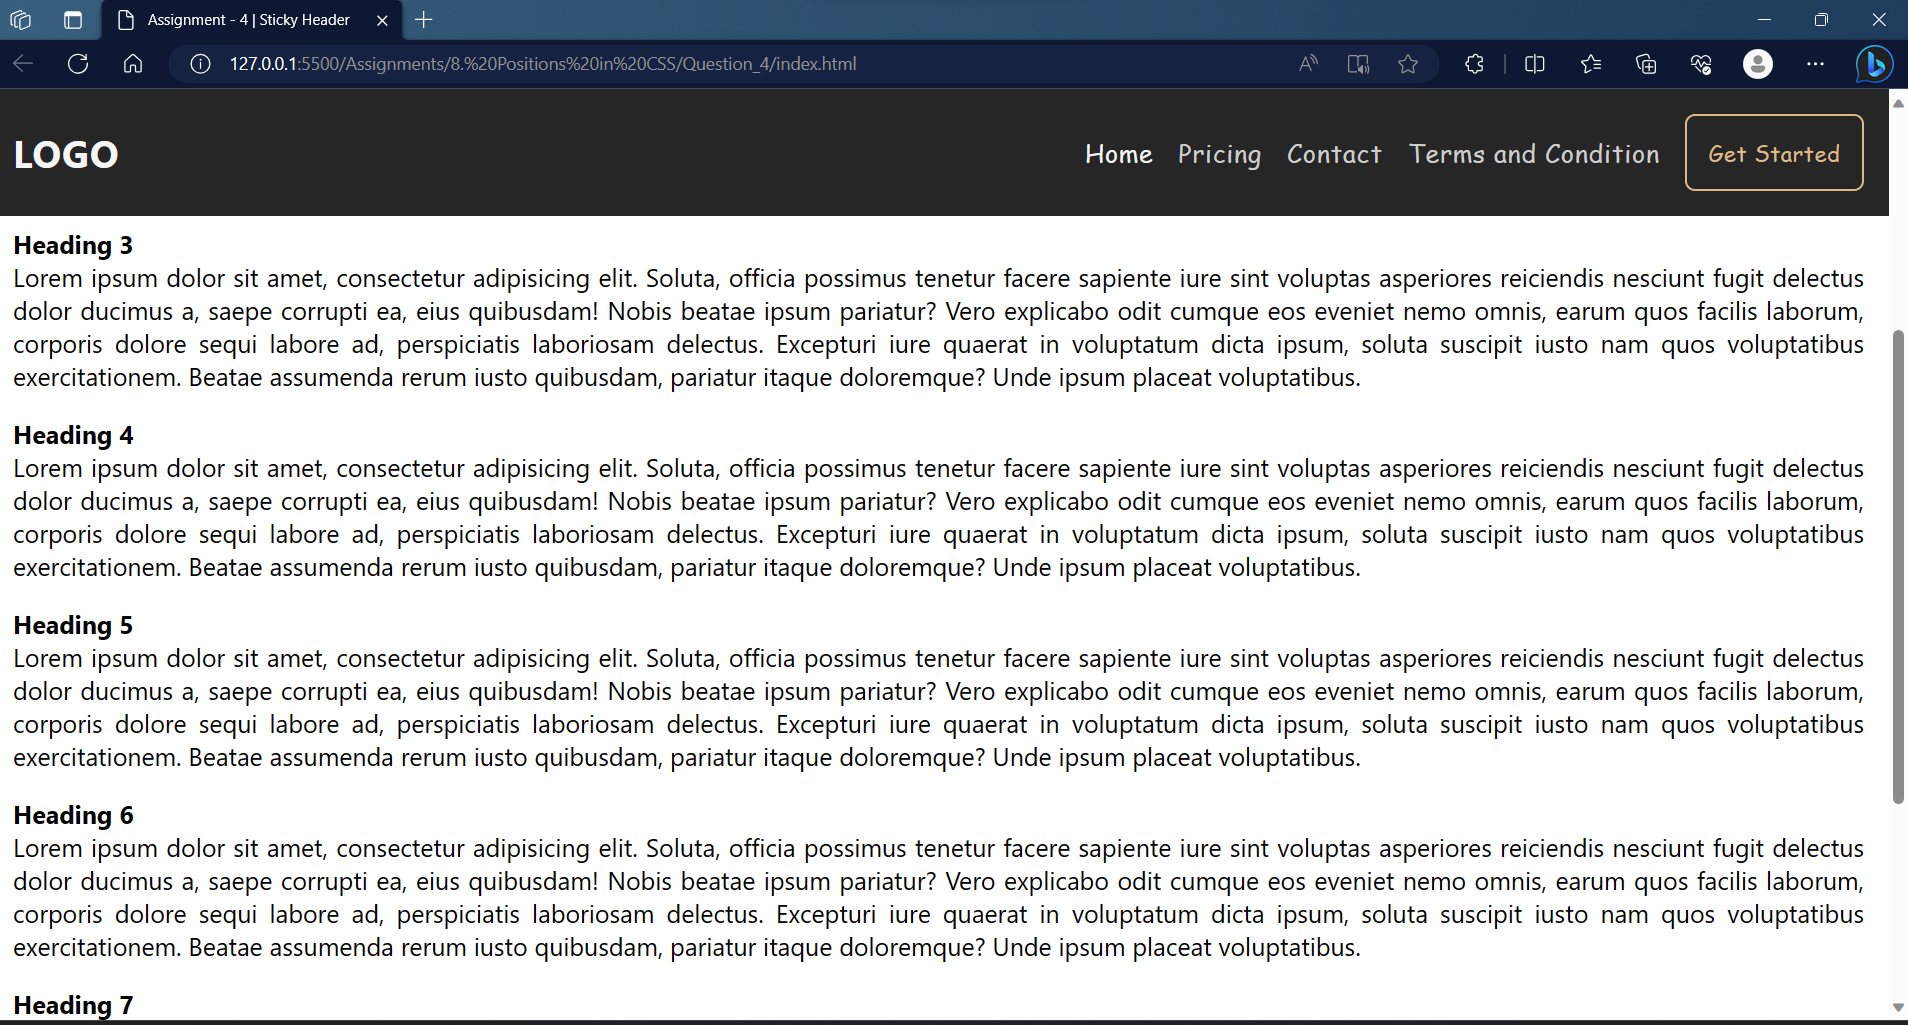 Assignment - 4 | Sticky Header
127.0.0.1:5500/Assignments/8.%20Positions%20in%20CSS/Question_4/index.html
LOGO
Home Pricing Contact Terms and Condition Get Started
Heading 3
Lorem ipsum dolor sit amet, consectetur adipisicing elit. Soluta, officia possimus tenetur facere sapiente iure sint voluptas asperiores reiciendis nesciunt fugit delectus
dolor ducimus a, saepe corrupti ea, eius quibusdam! Nobis beatae ipsum pariatur? Vero explicabo odit cumque eos eveniet nemo omnis, earum quos facilis laborum,
corporis dolore sequi labore ad, perspiciatis laboriosam delectus. Excepturi iure quaerat in voluptatum dicta ipsum, soluta suscipit iusto nam quos voluptatibus
exercitationem. Beatae assumenda rerum iusto quibusdam, pariatur itaque doloremque? Unde ipsum placeat voluptatibus.
Heading 4
Lorem ipsum dolor sit amet, consectetur adipisicing elit. Soluta, officia possimus tenetur facere sapiente iure sint voluptas asperiores reiciendis nesciunt fugit delectus
dolor ducimus a, saepe corrupti ea, eius quibusdam! Nobis beatae ipsum pariatur? Vero explicabo odit cumque eos eveniet nemo omnis, earum quos facilis laborum,
corporis dolore sequi labore ad, perspiciatis laboriosam delectus. Excepturi iure quaerat in voluptatum dicta ipsum, soluta suscipit iusto nam quos voluptatibus
exercitationem. Beatae assumenda rerum iusto quibusdam, pariatur itaque doloremque? Unde ipsum placeat voluptatibus.
Heading 5
Lorem ipsum dolor sit amet, consectetur adipisicing elit. Soluta, officia possimus tenetur facere sapiente iure sint voluptas asperiores reiciendis nesciunt fugit delectus
dolor ducimus a, saepe corrupti ea, eius quibusdam! Nobis beatae ipsum pariatur? Vero explicabo odit cumque eos eveniet nemo omnis, earum quos facilis laborum,
corporis dolore sequi labore ad, perspiciatis laboriosam delectus. Excepturi iure quaerat in voluptatum dicta ipsum, soluta suscipit iusto nam quos voluptatibus
exercitationem. Beatae assumenda rerum iusto quibusdam, pariatur itaque doloremque? Unde ipsum placeat voluptatibus.
Heading 6
Lorem ipsum dolor sit amet, consectetur adipisicing elit. Soluta, officia possimus tenetur facere sapiente iure sint voluptas asperiores reiciendis nesciunt fugit delectus
dolor ducimus a, saepe corrupti ea, eius quibusdam! Nobis beatae ipsum pariatur? Vero explicabo odit cumque eos eveniet nemo omnis, earum quos facilis laborum,
corporis dolore sequi labore ad, perspiciatis laboriosam delectus. Excepturi iure quaerat in voluptatum dicta ipsum, soluta suscipit iusto nam quos voluptatibus
exercitationem. Beatae assumenda rerum iusto quibusdam, pariatur itaque doloremque? Unde ipsum placeat voluptatibus.
Heading 7